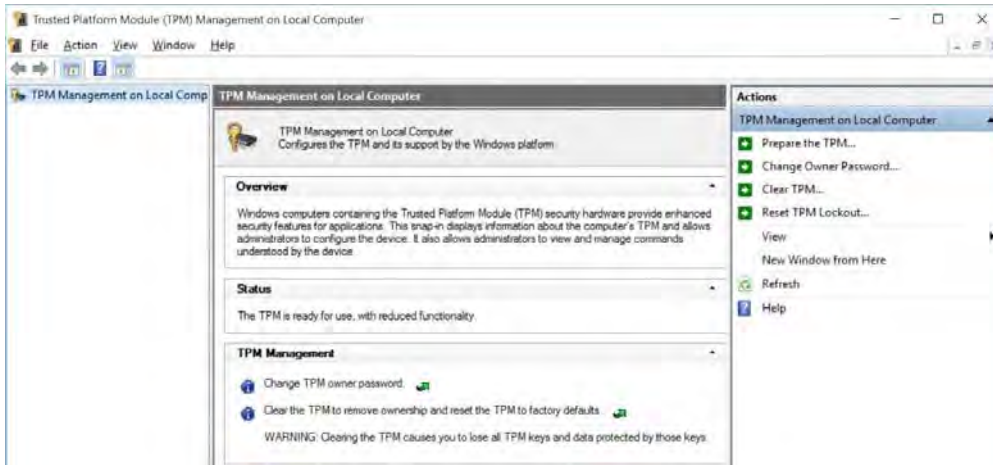 Trusted Platform Module (TPM) Management on Local Computer
File Action View Window Help
TPM Management on Local Comp
TPM Management on Local Computer
TPM Management on Local Computer
Configures the TPM and its support by the Windows platform
Overview
Windows computers containing the Trusted Platform Module (TPM) security hardware provide enhanced
security features for applications. This snap-in displays information about the computer's TPM and allows
administrators to configure the device. It also allows administrators to view and manage commands
understood by the device
Status
The TPM is ready for use, with reduced functionality.
TPM Management
Change TPM owner password.
Clear the TPM to remove ownership and reset the TPM to factory defaults.
WARNING: Clearing the TPM causes you to lose all TPM keys and data protected by those keys.
Actions
TPM Management on Local Computer
Prepare the TPM...
Change Owner Password...
Clear TPM...
Reset TPM Lockout...
View
New Window from Here
Refresh
Help